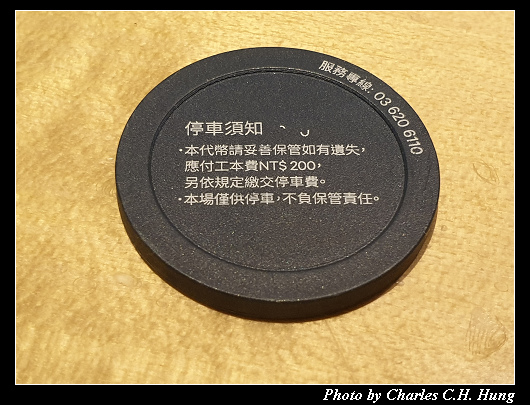 服務專線: 03 620 6110
停車須知
·本代幣請妥善保管如有遺失,
應付工本費NT$200,
另依規定繳交停車費。
·本場僅供停車,不負保管責任。
Photo by Charles C.H. Hung